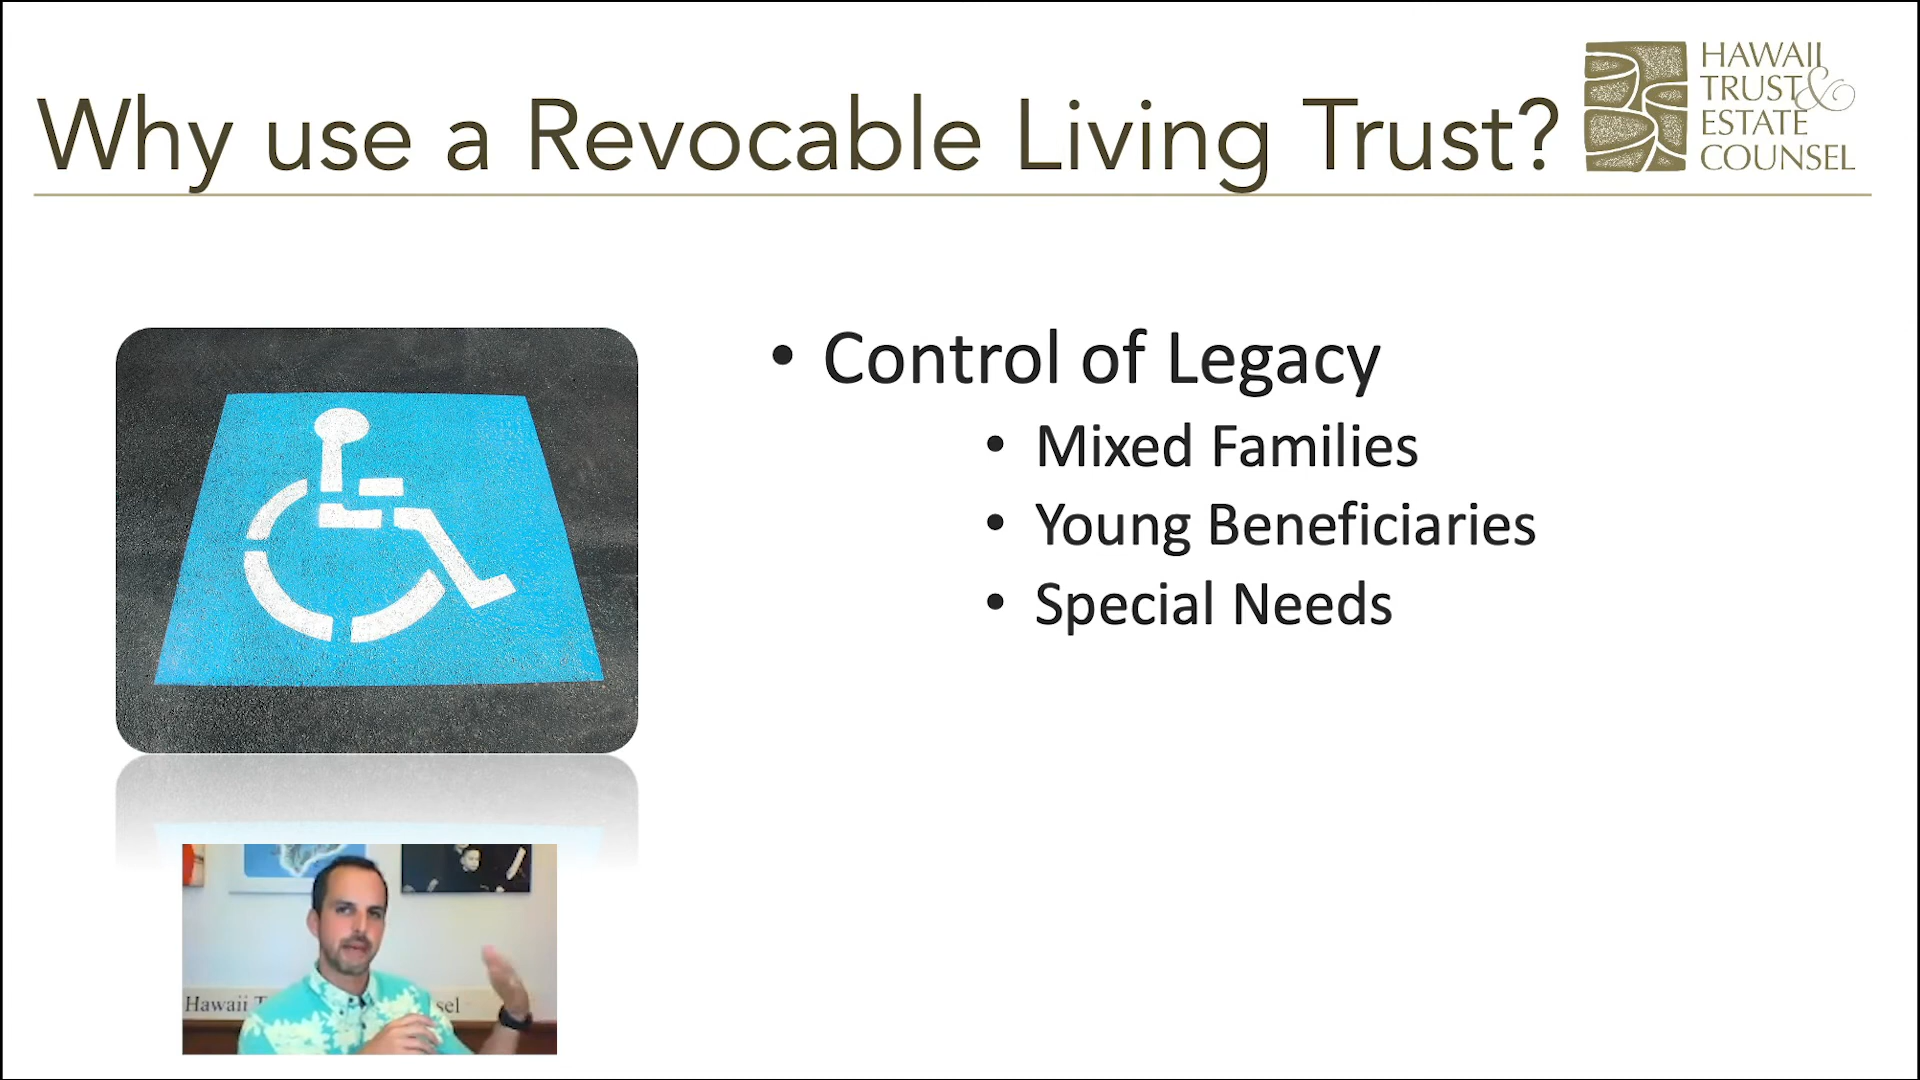 Why use a Revocable Living Trust?
HAWAII
TRUST &
ESTATE
COUNSEL
• Control of Legacy
• Mixed Families
• Young Beneficiaries
• Special Needs
Hawaii T sel